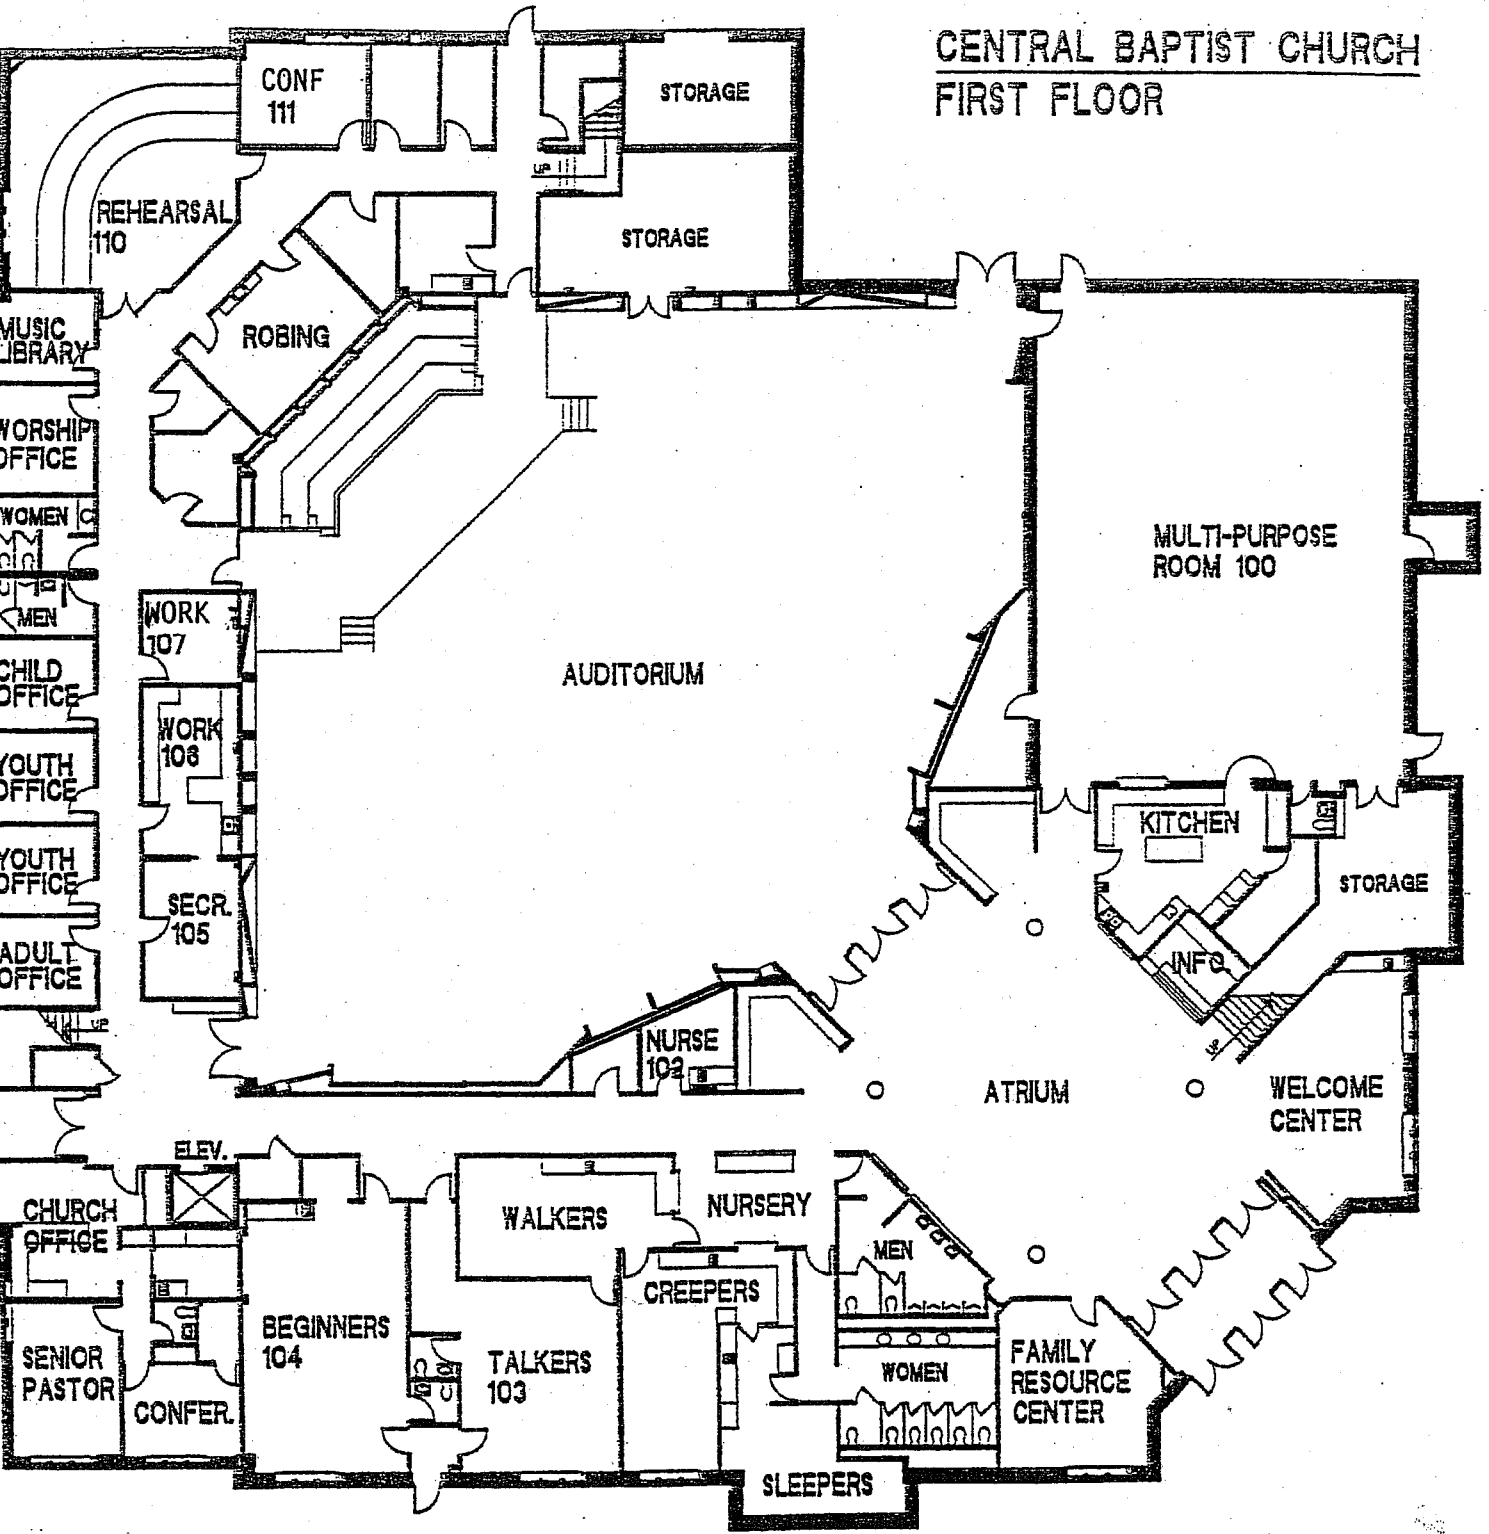 CENTRAL BAPTIST CHURCH
FIRST FLOOR
CONF
111
STORAGE
REHEARSAL
110
STORAGE
MUSIC
LIBRARY
ROBING
WORSHIP
OFFICE
WOMEN
MEN
WORK
107
CHILD
OFFICE
WORK
106
YOUTH
OFFICE
YOUTH
OFFICE
SECR.
105
ADULT
OFFICE
UP
UP
AUDITORIUM
MULTI-PURPOSE
ROOM 100
KITCHEN
STORAGE
INFO
UP
NURSE
102
ATRIUM
WELCOME
CENTER
ELEV.
CHURCH
OFFICE
WALKERS
NURSERY
MEN
CREEPERS
BEGINNERS
104
TALKERS
103
SENIOR
PASTOR
CONFER.
WOMEN
FAMILY
RESOURCE
CENTER
SLEEPERS